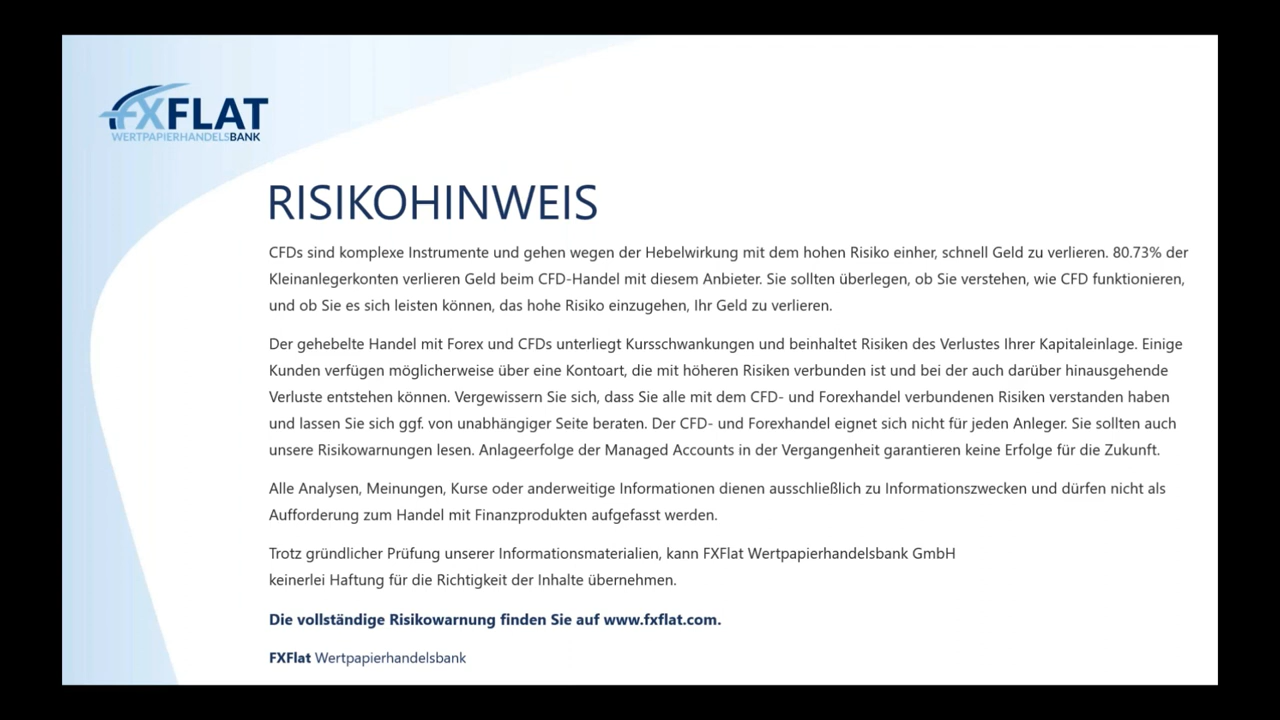 FXFLAT
WERTPAPIERHANDELSBANK
RISIKOHINWEIS
CFDs sind komplexe Instrumente und gehen wegen der Hebelwirkung mit dem hohen Risiko einher, schnell Geld zu verlieren. 80.73% der
Kleinanlegerkonten verlieren Geld beim CFD-Handel mit diesem Anbieter. Sie sollten überlegen, ob Sie verstehen, wie CFD funktionieren,
und ob Sie es sich leisten können, das hohe Risiko einzugehen, Ihr Geld zu verlieren.
Der gehebelte Handel mit Forex und CFDs unterliegt Kursschwankungen und beinhaltet Risiken des Verlustes Ihrer Kapitaleinlage. Einige
Kunden verfügen möglicherweise über eine Kontoart, die mit höheren Risiken verbunden ist und bei der auch darüber hinausgehende
Verluste entstehen können. Vergewissern Sie sich, dass Sie alle mit dem CFD- und Forexhandel verbundenen Risiken verstanden haben
und lassen Sie sich ggf. von unabhängiger Seite beraten. Der CFD- und Forexhandel eignet sich nicht für jeden Anleger. Sie sollten auch
unsere Risikowarnungen lesen. Anlageerfolge der Managed Accounts in der Vergangenheit garantieren keine Erfolge für die Zukunft.
Alle Analysen, Meinungen, Kurse oder anderweitige Informationen dienen ausschließlich zu Informationszwecken und dürfen nicht als
Aufforderung zum Handel mit Finanzprodukten aufgefasst werden.
Trotz gründlicher Prüfung unserer Informationsmaterialien, kann FXFlat Wertpapierhandelsbank GmbH
keinerlei Haftung für die Richtigkeit der Inhalte übernehmen.
Die vollständige Risikowarnung finden Sie auf www.fxflat.com.
FXFlat Wertpapierhandelsbank